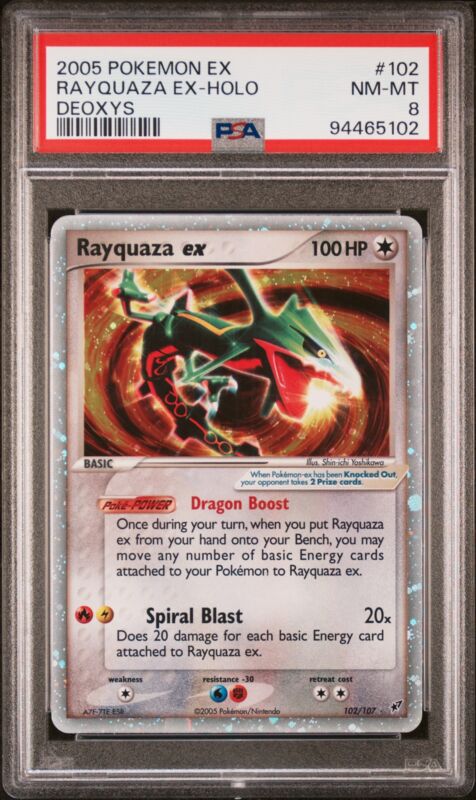 2005 POKEMON EX #102
RAYQUAZA EX-HOLO NM-MT
DEOXYS 8
PSA 94465102
Rayquaza ex 100 HP
BASIC
Illus. Shin-ichi Yoshikawa
When Pokémon-ex has been Knocked Out,
your opponent takes 2 Prize cards.
Poké-POWER Dragon Boost
Once during your turn, when you put Rayquaza
ex from your hand onto your Bench, you may
move any number of basic Energy cards
attached to your Pokémon to Rayquaza ex.
Spiral Blast 20x
Does 20 damage for each basic Energy card
attached to Rayquaza ex.
weakness resistance -30 retreat cost
©2005 Pokémon/Nintendo 102/107
PSA